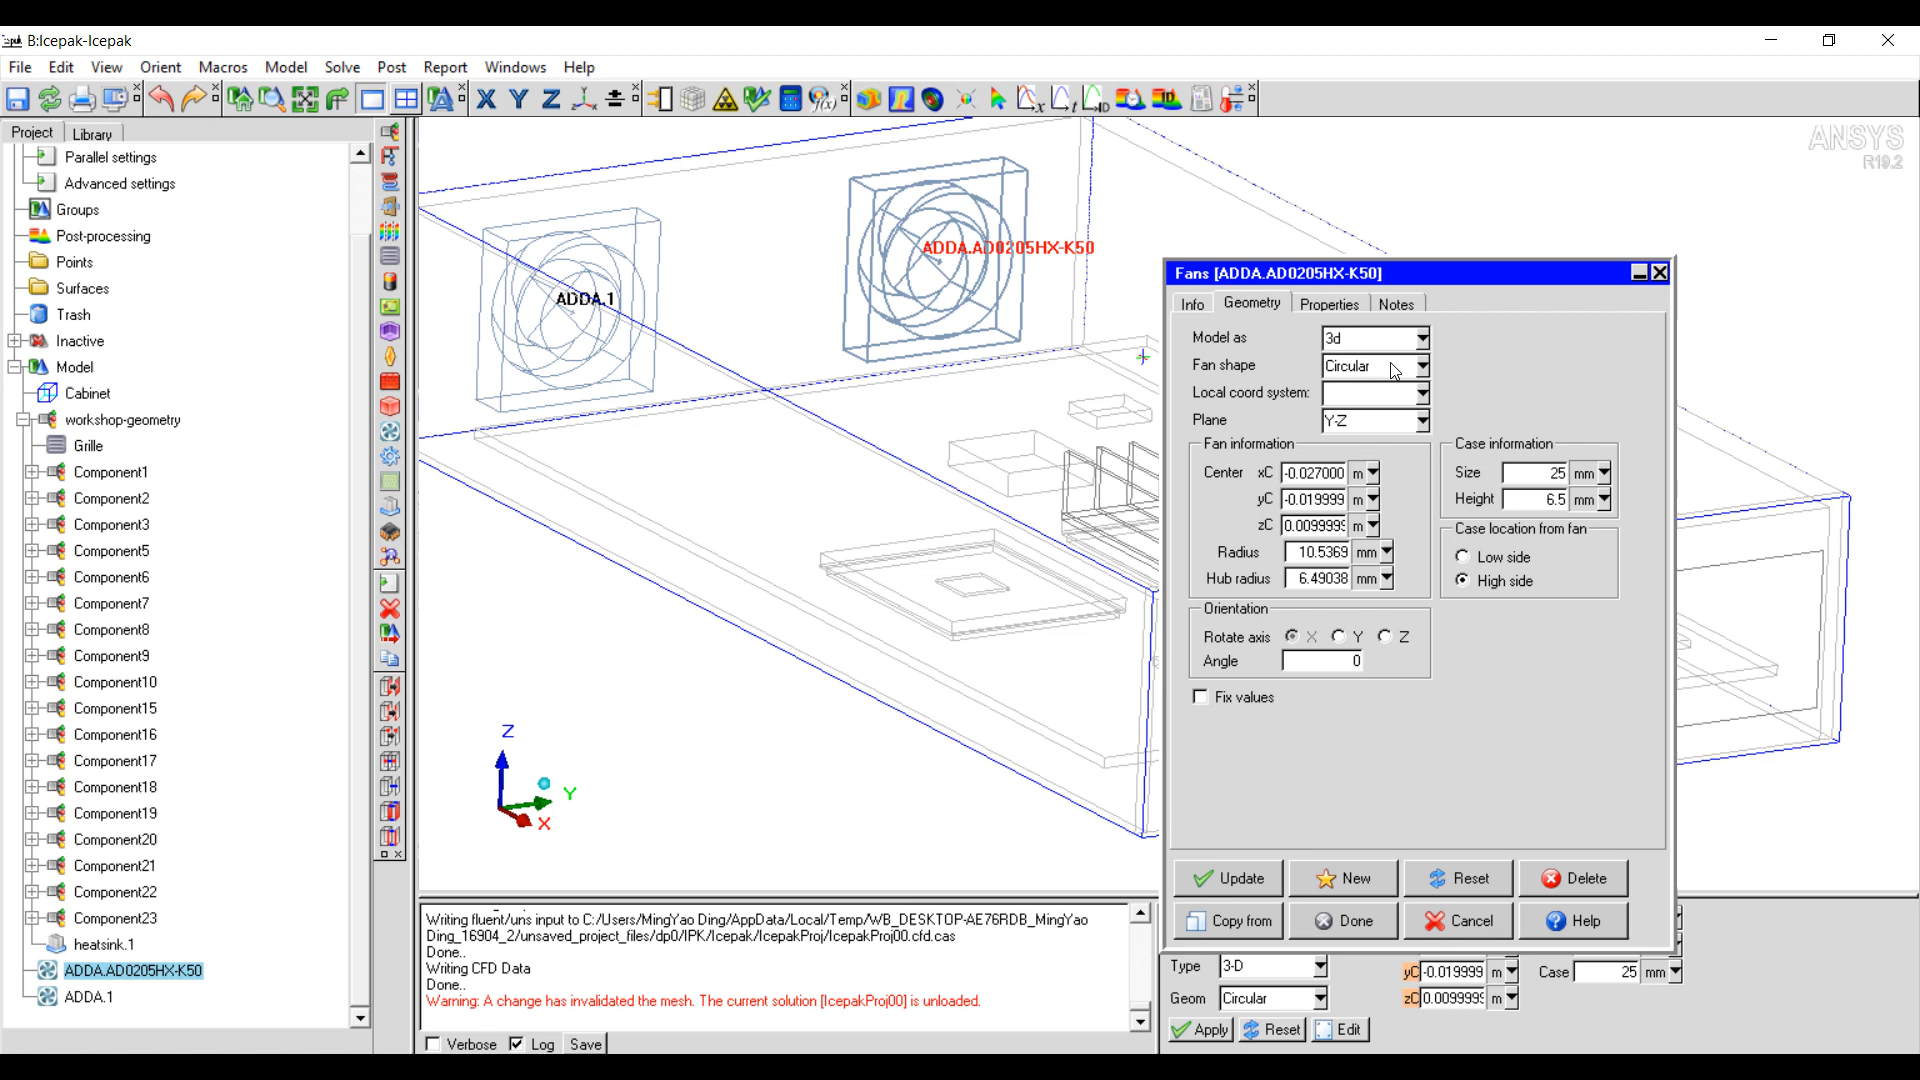 B:Icepak-Icepak
File Edit View Orient Macros Model Solve Post Report Windows Help
X Y Z
Project Library
Parallel settings
Advanced settings
Groups
Post-processing
Points
Surfaces
Trash
Inactive
Model
Cabinet
workshop-geometry
Grille
Component1
Component2
Component3
Component5
Component6
Component7
Component8
Component9
Component10
Component15
Component16
Component17
Component18
Component19
Component20
Component21
Component22
Component23
heatsink.1
ADDA.AD0205HX-K50
ADDA.1
ANSYS
R19.2
ADDA.AD0205HX-K50
ADDA.1
Z
Y
X
Fans [ADDA.AD0205HX-K50]
Info Geometry Properties Notes
Model as 3d
Fan shape Circular
Local coord system:
Plane Y-Z
Fan information
Center xC -0.027000 m
yC -0.019999 m
zC 0.0099999 m
Radius 10.5369 mm
Hub radius 6.49038 mm
Case information
Size 25 mm
Height 6.5 mm
Case location from fan
Low side
High side
Orientation
Rotate axis X Y Z
Angle 0
Fix values
Update New Reset Delete
Copy from Done Cancel Help
Type 3-D yC -0.019999 m Case 25 mm
Geom Circular zC 0.0099999 m
Apply Reset Edit
Writing fluent/uns input to C:/Users/MingYao Ding/AppData/Local/Temp/WB_DESKTOP-AE76RDB_MingYao
Ding_16904_2/unsaved_project_files/dp0/IPK/Icepak/IcepakProj/IcepakProj00.cfd.cas
Done..
Writing CFD Data
Done..
Warning: A change has invalidated the mesh. The current solution [IcepakProj00] is unloaded.
Verbose Log Save